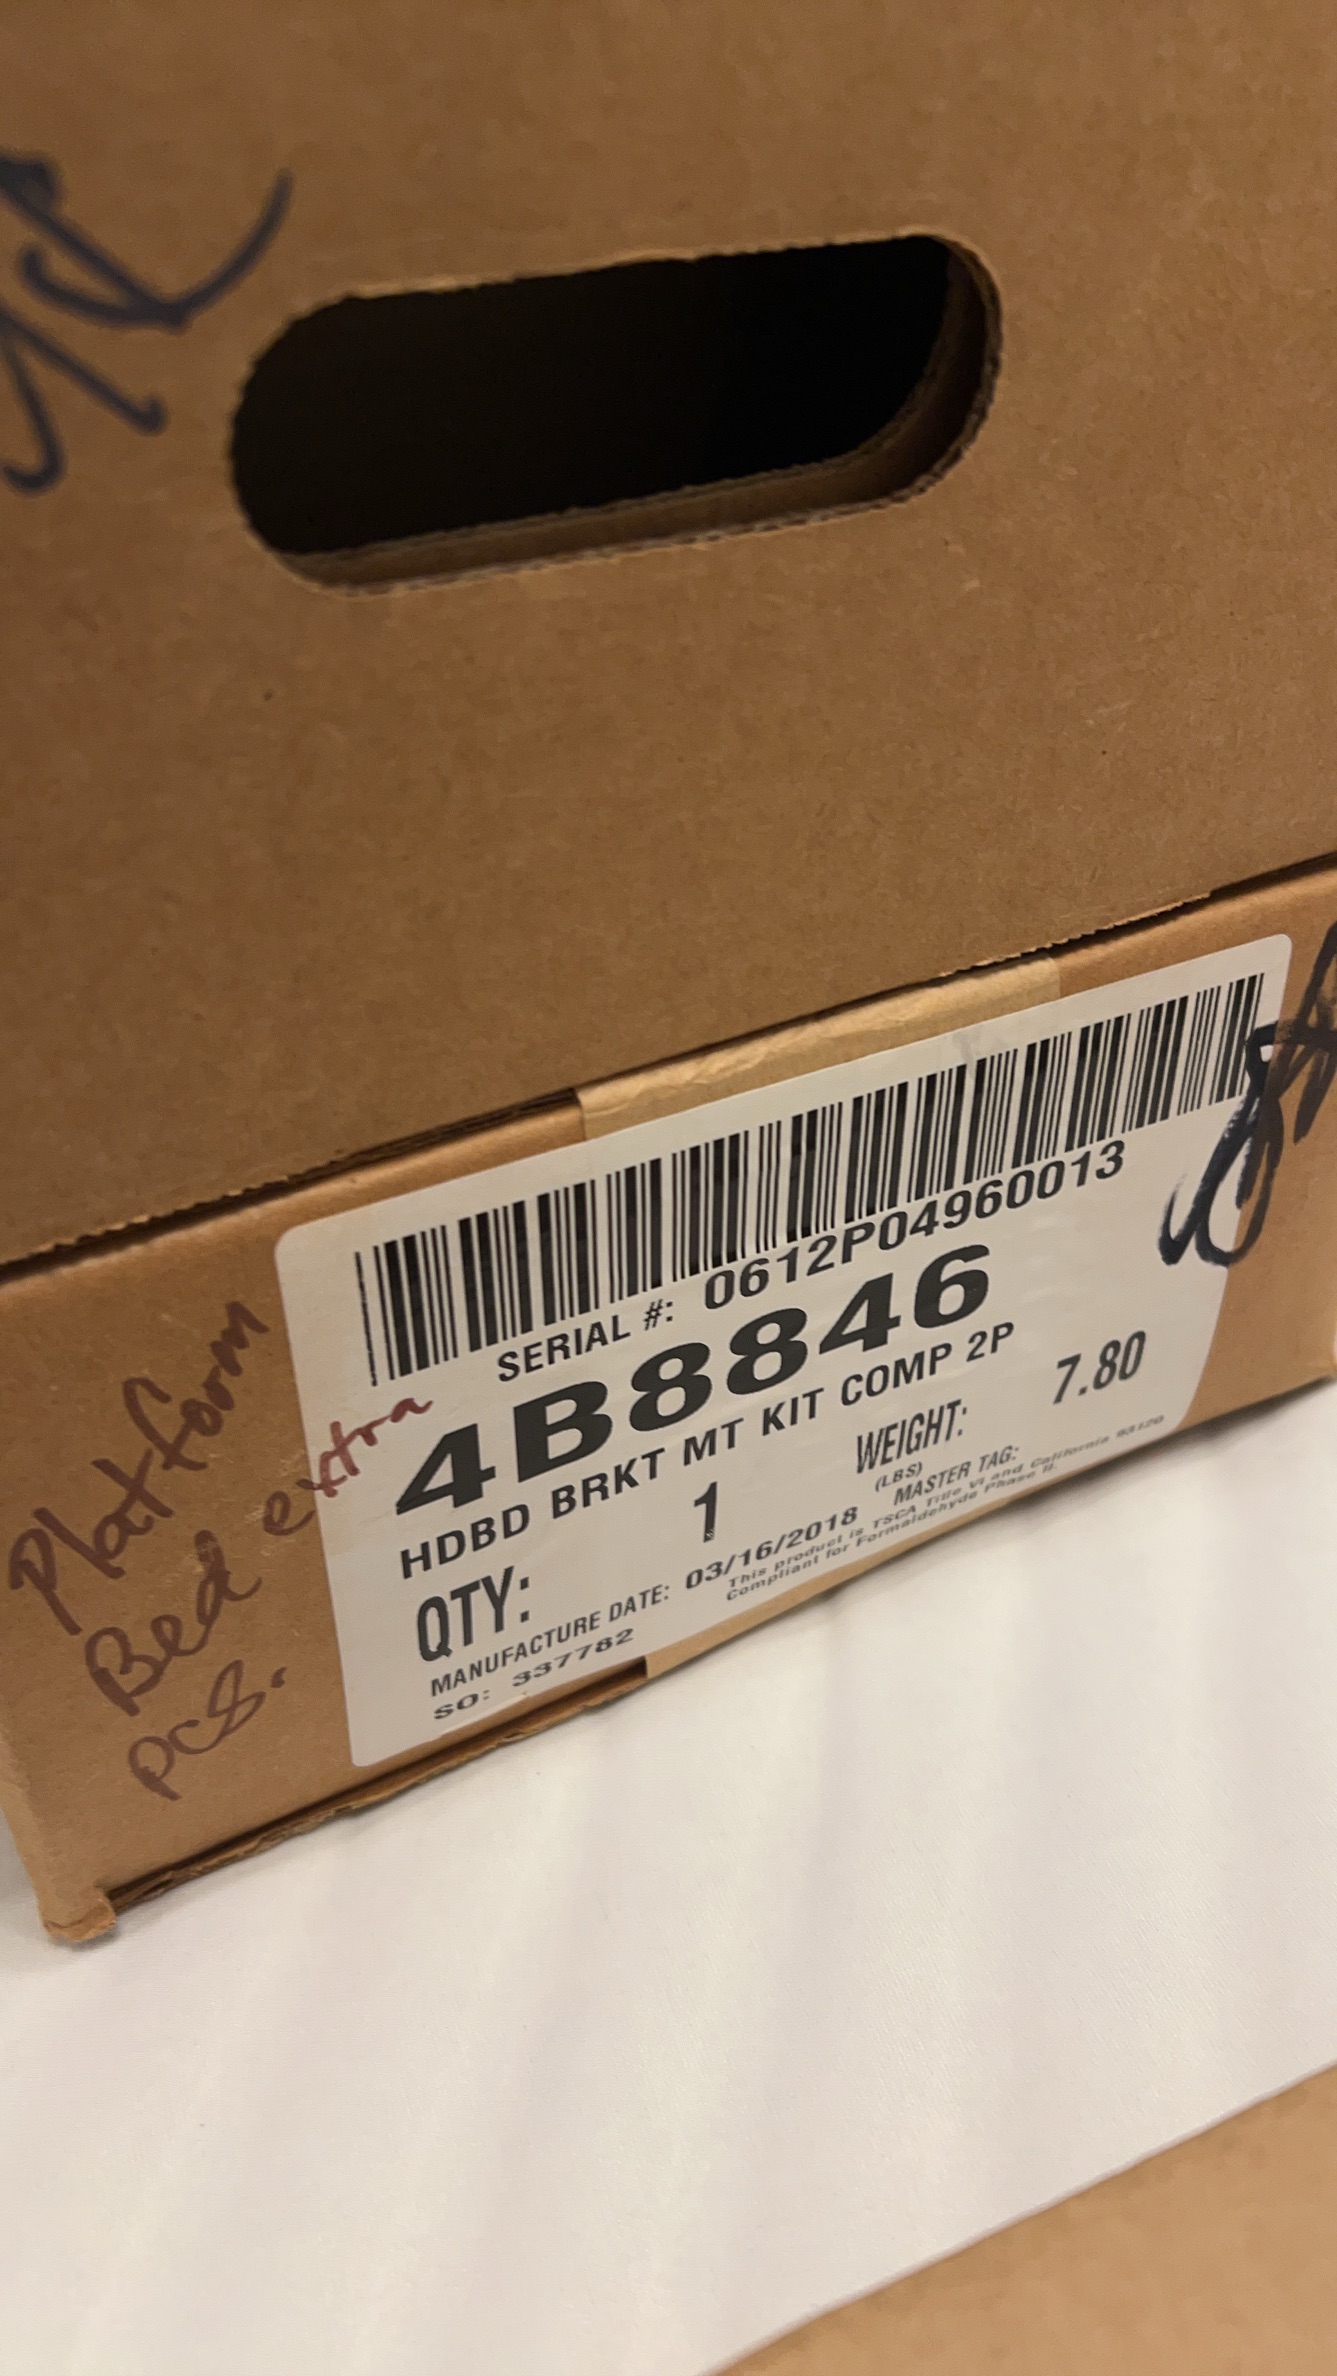 SERIAL #: 0612P04960013
4B8846
HDBD BRKT MT KIT COMP 2P
QTY: 1
WEIGHT: 7.80
(LBS)
MASTER TAG:
MANUFACTURE DATE: 03/16/2018
This product is TSCA Title VI and California 93120
Compliant for Formaldehyde Phase II.
SO: 337782
Platform
Bed extra
pcs.